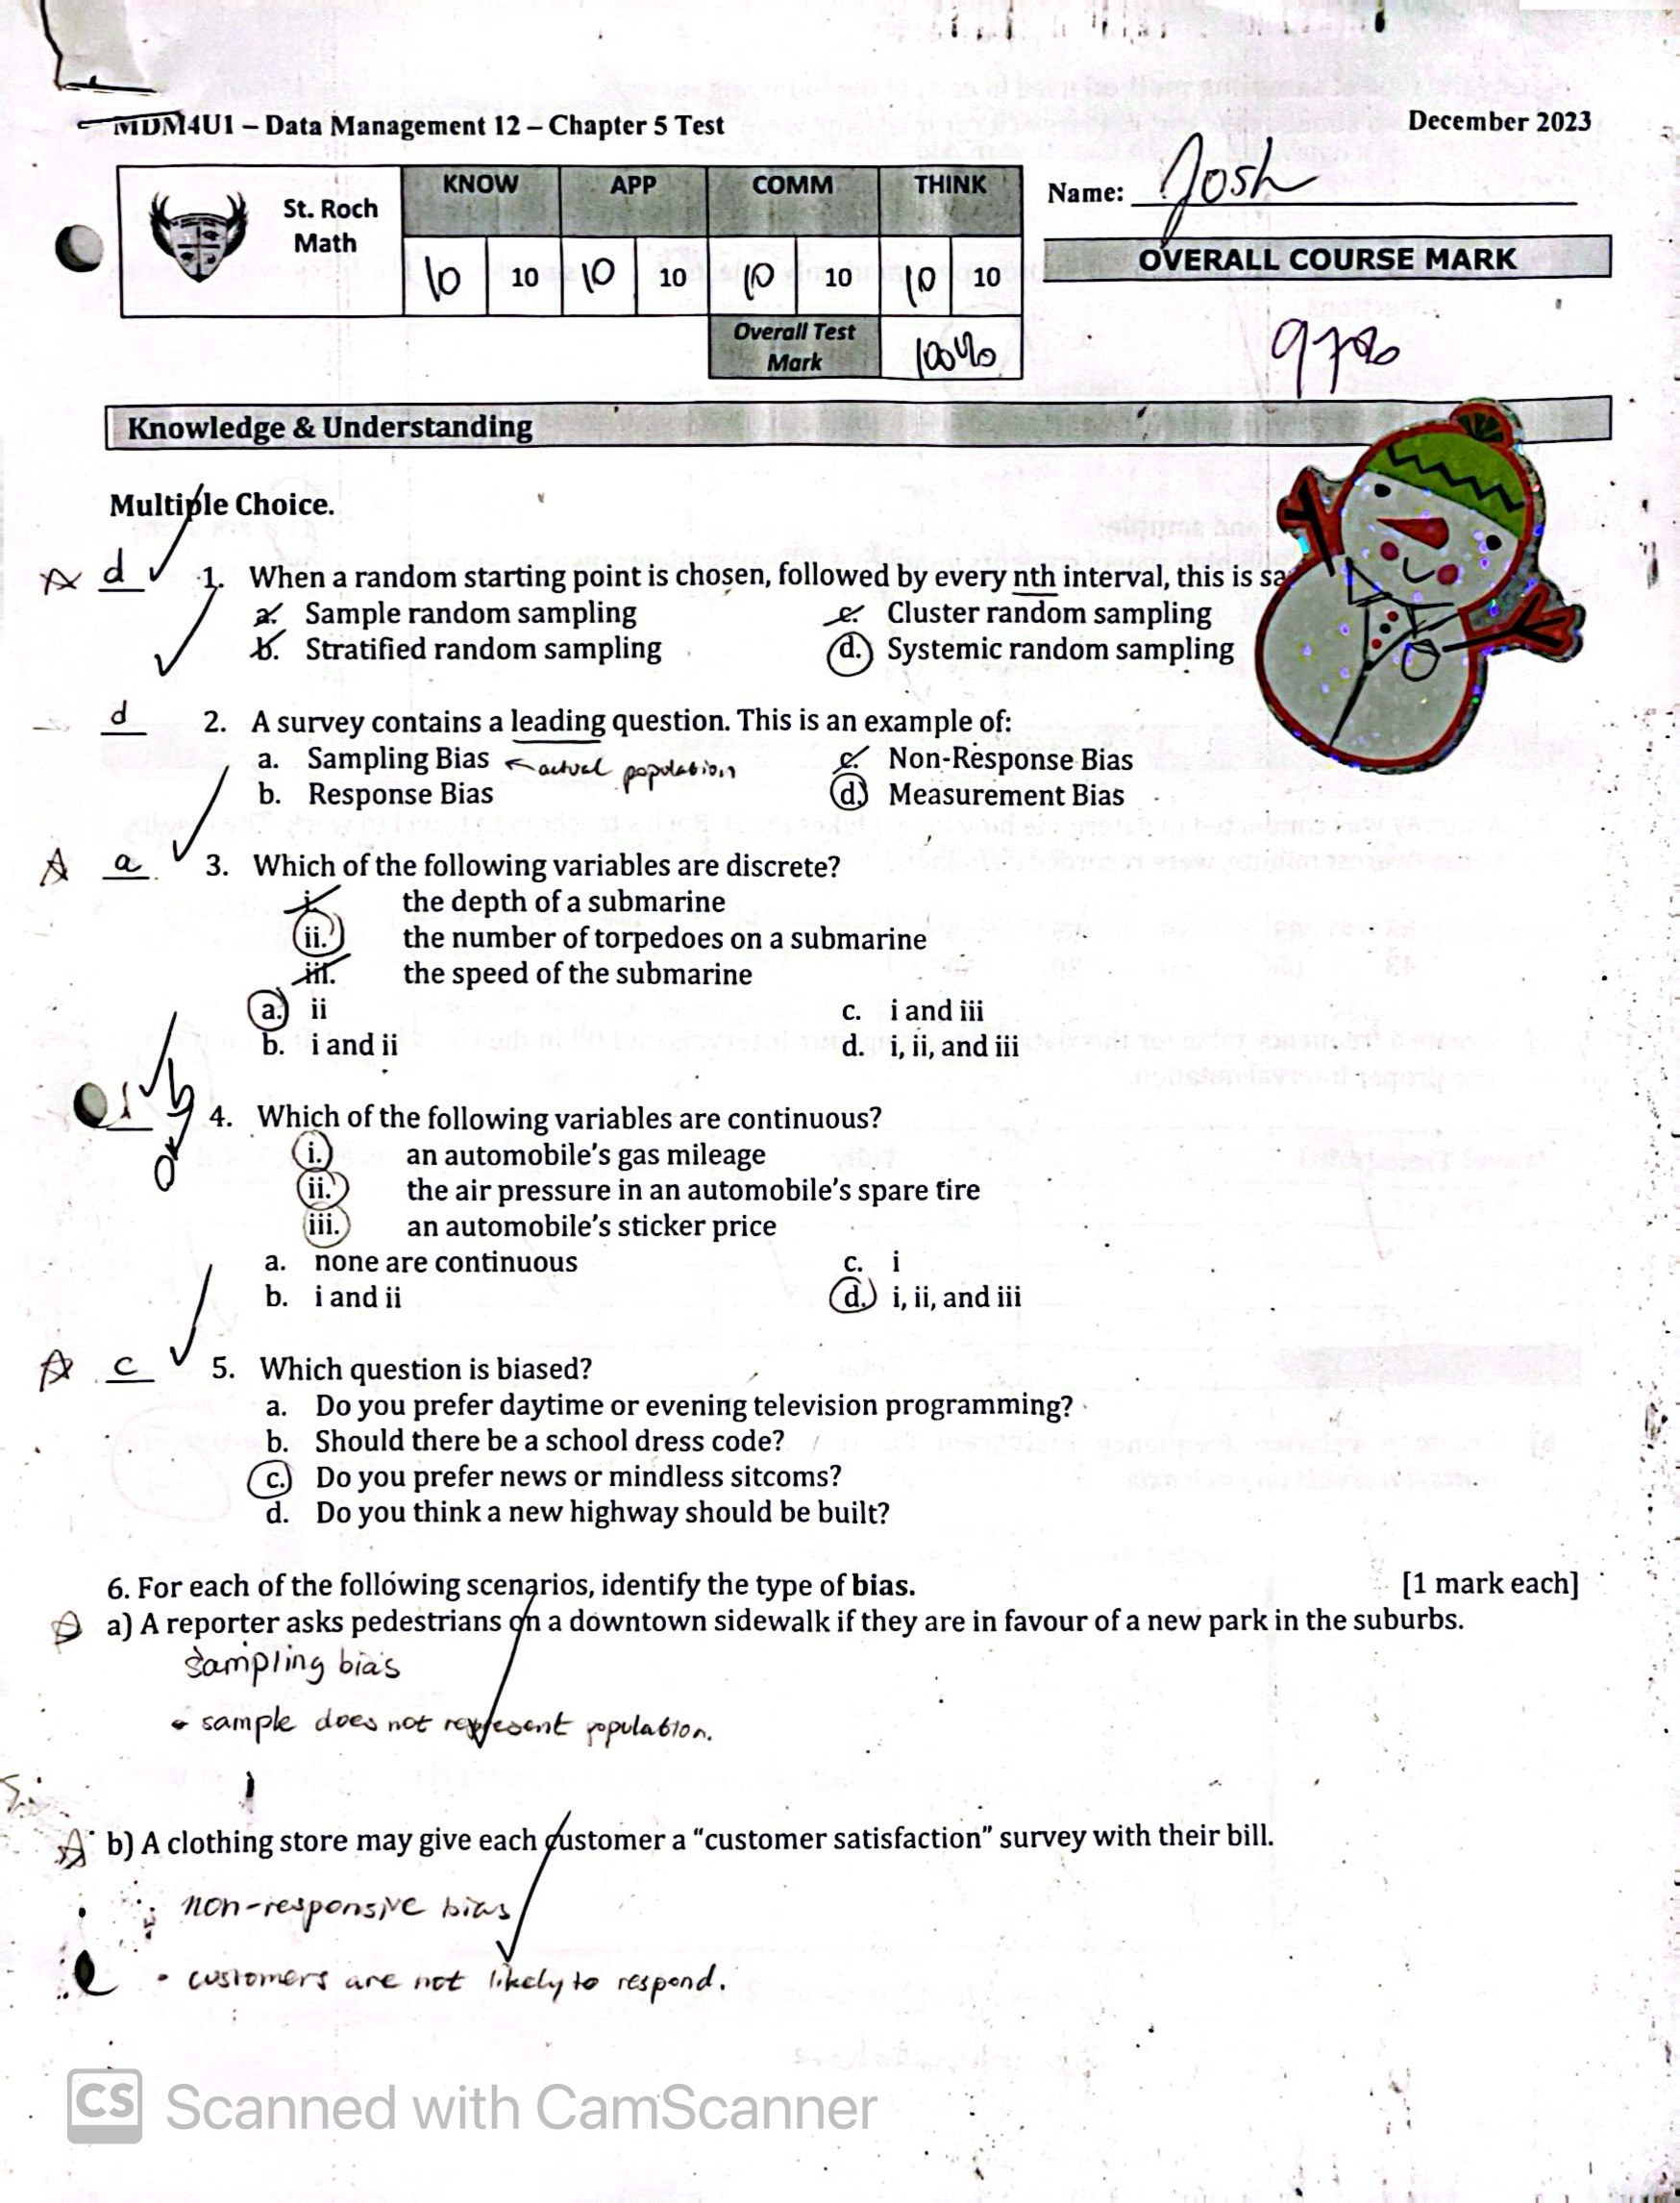 MDM4U1 – Data Management 12 – Chapter 5 Test
December 2023
St. Roch
Math
KNOW APP COMM THINK
10 10 10 10 10 10 10 10
Overall Test
Mark
100%
Name: Josh
OVERALL COURSE MARK
97%
Knowledge & Understanding
Multiple Choice.
d 1. When a random starting point is chosen, followed by every nth interval, this is sa
a. Sample random sampling
c. Cluster random sampling
b. Stratified random sampling
d. Systemic random sampling
d 2. A survey contains a leading question. This is an example of:
a. Sampling Bias ← actual population
c. Non-Response Bias
b. Response Bias
d. Measurement Bias
a 3. Which of the following variables are discrete?
i. the depth of a submarine
ii. the number of torpedoes on a submarine
iii. the speed of the submarine
a. ii
c. i and iii
b. i and ii
d. i, ii, and iii
4. Which of the following variables are continuous?
i. an automobile's gas mileage
ii. the air pressure in an automobile's spare tire
iii. an automobile's sticker price
a. none are continuous
c. i
b. i and ii
d. i, ii, and iii
c 5. Which question is biased?
a. Do you prefer daytime or evening television programming?
b. Should there be a school dress code?
c. Do you prefer news or mindless sitcoms?
d. Do you think a new highway should be built?
6. For each of the following scenarios, identify the type of bias. [1 mark each]
a) A reporter asks pedestrians on a downtown sidewalk if they are in favour of a new park in the suburbs.
sampling bias
• sample does not represent population.
b) A clothing store may give each customer a “customer satisfaction” survey with their bill.
non-responsive bias
• customers are not likely to respond.
CS Scanned with CamScanner